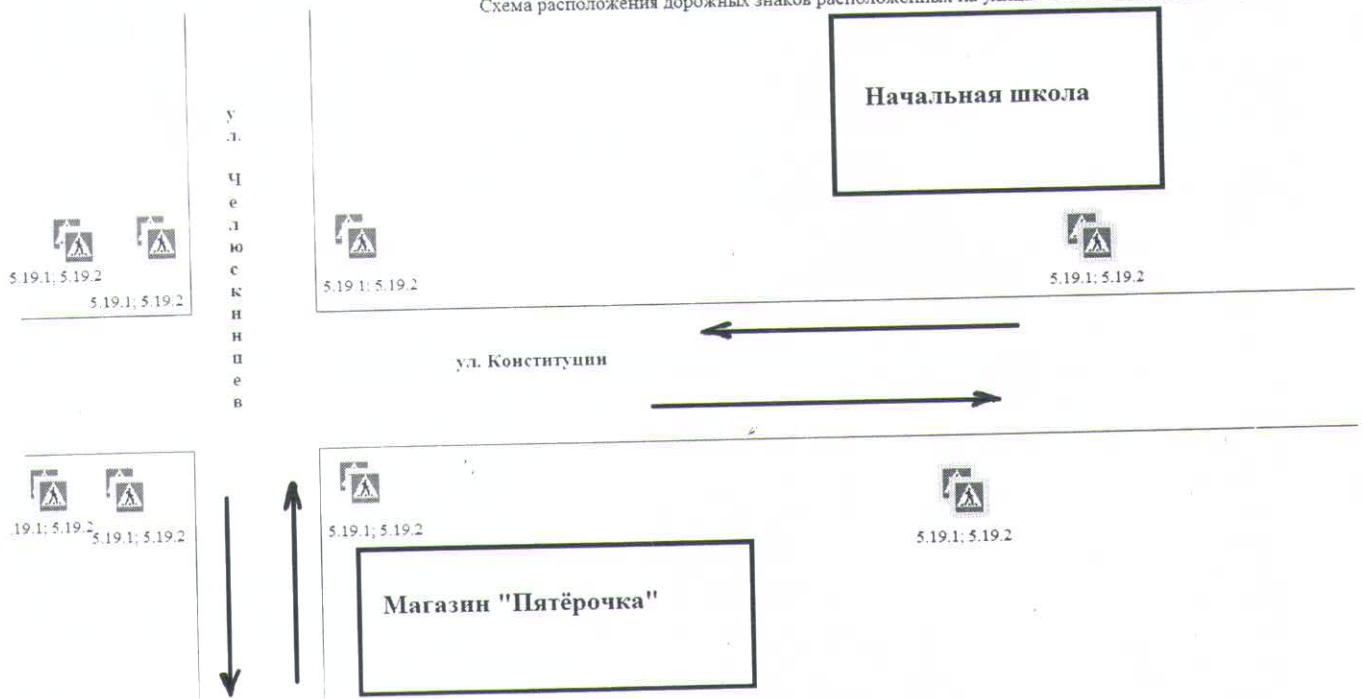 Схема расположения дорожных знаков расположенных на
Начальная школа
ул. Челюскинцев
5.19.1; 5.19.2
5.19.1; 5.19.2
5.19 1: 5.19.2
5.19.1; 5.19.2
ул. Конституции
.19.1; 5.19.2
5.19.1; 5.19.2
5.19.1; 5.19.2
5.19.1; 5.19.2
Магазин "Пятёрочка"